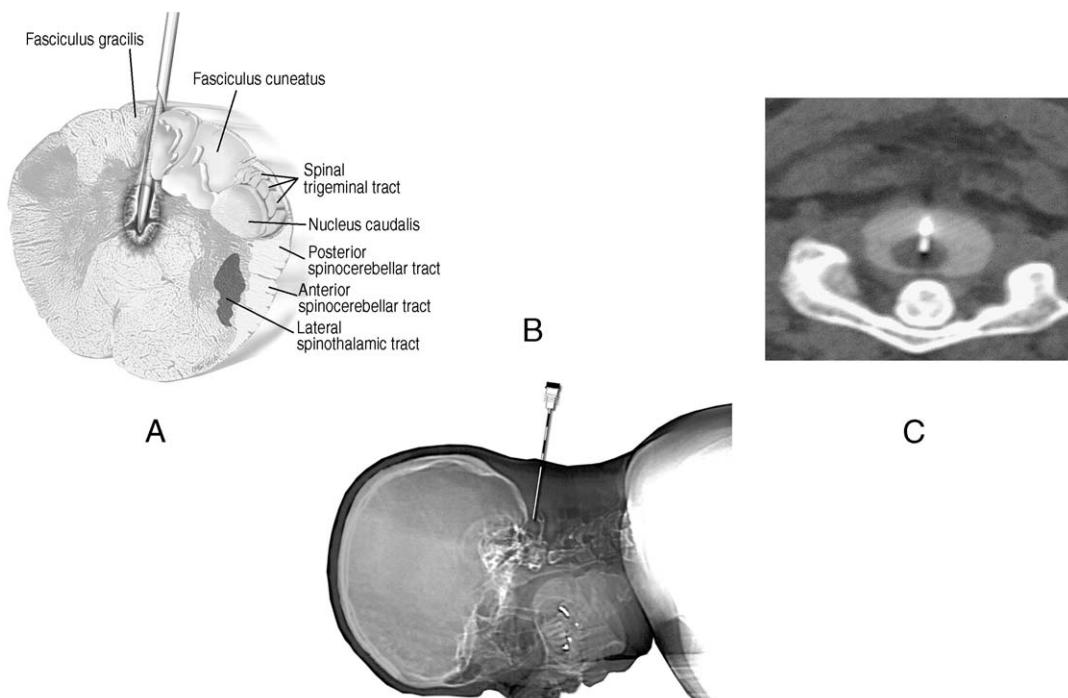 Fasciculus gracilis
Fasciculus cuneatus
Spinal
trigeminal tract
Nucleus caudalis
Posterior
spinocerebellar tract
Anterior
spinocerebellar tract
Lateral
spinothalamic tract
A
B
C